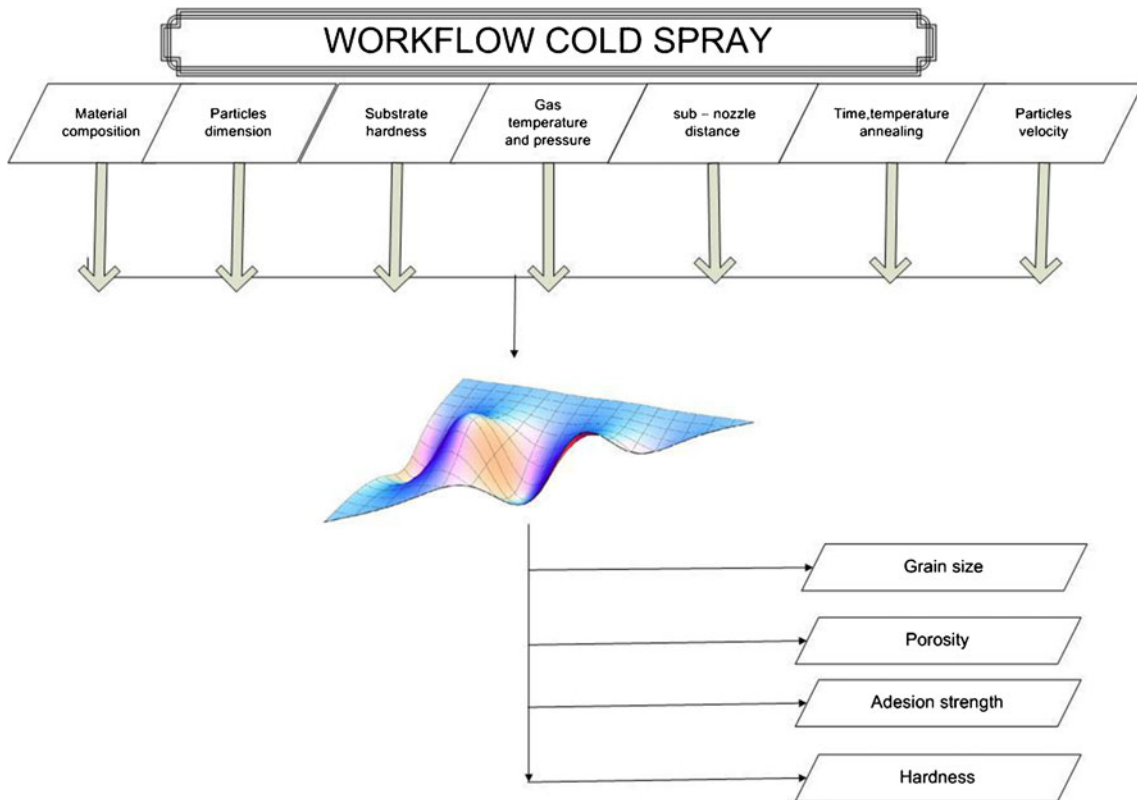 WORKFLOW COLD SPRAY
Material
composition
Particles
dimension
Substrate
hardness
Gas
temperature
and pressure
sub – nozzle
distance
Time,temperature
annealing
Particles
velocity
Grain size
Porosity
Adesion strength
Hardness